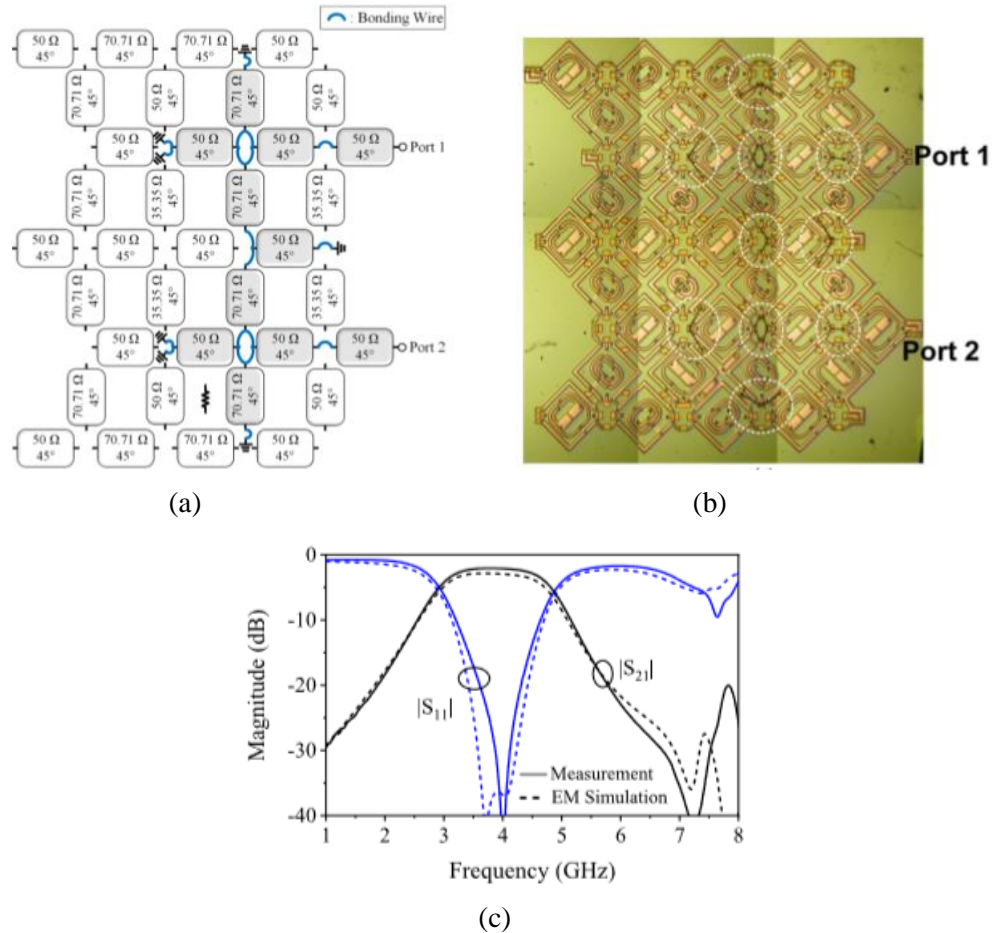 : Bonding Wire
50 Ω 70.71 Ω 70.71 Ω 50 Ω
45° 45° 45° 45°
70.71 Ω 50 Ω 70.71 Ω 50 Ω
45° 45° 45° 45°
50 Ω 50 Ω 50 Ω 50 Ω
45° 45° 45° 45° Port 1
70.71 Ω 35.35 Ω 70.71 Ω 35.35 Ω
45° 45° 45° 45°
50 Ω 50 Ω 50 Ω 50 Ω
45° 45° 45° 45°
70.71 Ω 35.35 Ω 70.71 Ω 35.35 Ω
45° 45° 45° 45°
50 Ω 50 Ω 50 Ω 50 Ω
45° 45° 45° 45° Port 2
70.71 Ω 50 Ω 70.71 Ω 50 Ω
45° 45° 45° 45°
50 Ω 70.71 Ω 70.71 Ω 50 Ω
45° 45° 45° 45°
(a)
Port 1
Port 2
(b)
0
-10
-20
-30
-40
Magnitude (dB)
|S11|
|S21|
Measurement
EM Simulation
1 2 3 4 5 6 7 8
Frequency (GHz)
(c)